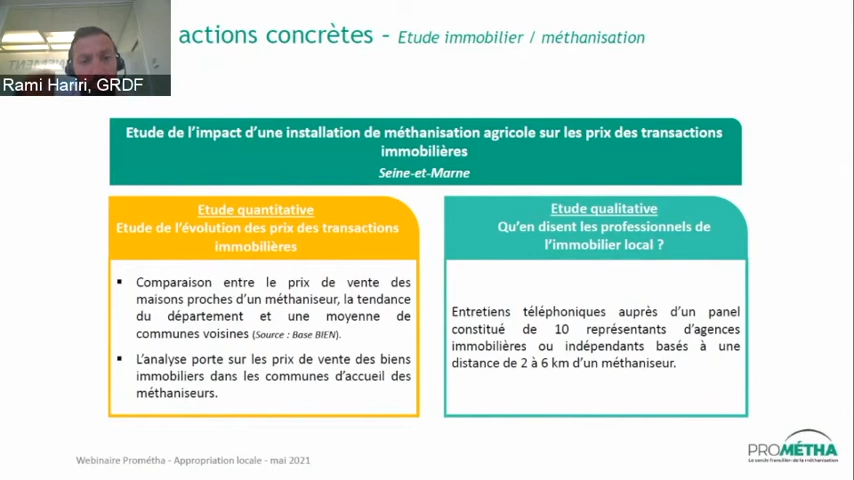 actions concrètes - Etude immobilier / méthanisation
Rami Hariri, GRDF
Etude de l'impact d'une installation de méthanisation agricole sur les prix des transactions
immobilières
Seine-et-Marne
Etude quantitative
Etude de l'évolution des prix des transactions
immobilières
▪ Comparaison entre le prix de vente des
maisons proches d'un méthaniseur, la tendance
du département et une moyenne de
communes voisines (Source : Base BIEN).
▪ L'analyse porte sur les prix de vente des biens
immobiliers dans les communes d'accueil des
méthaniseurs.
Etude qualitative
Qu'en disent les professionnels de
l'immobilier local ?
Entretiens téléphoniques auprès d'un panel
constitué de 10 représentants d'agences
immobilières ou indépendants basés à une
distance de 2 à 6 km d'un méthaniseur.
Webinaire Prométha - Appropriation locale - mai 2021
PROMÉTHA
Le cercle francilien de la méthanisation